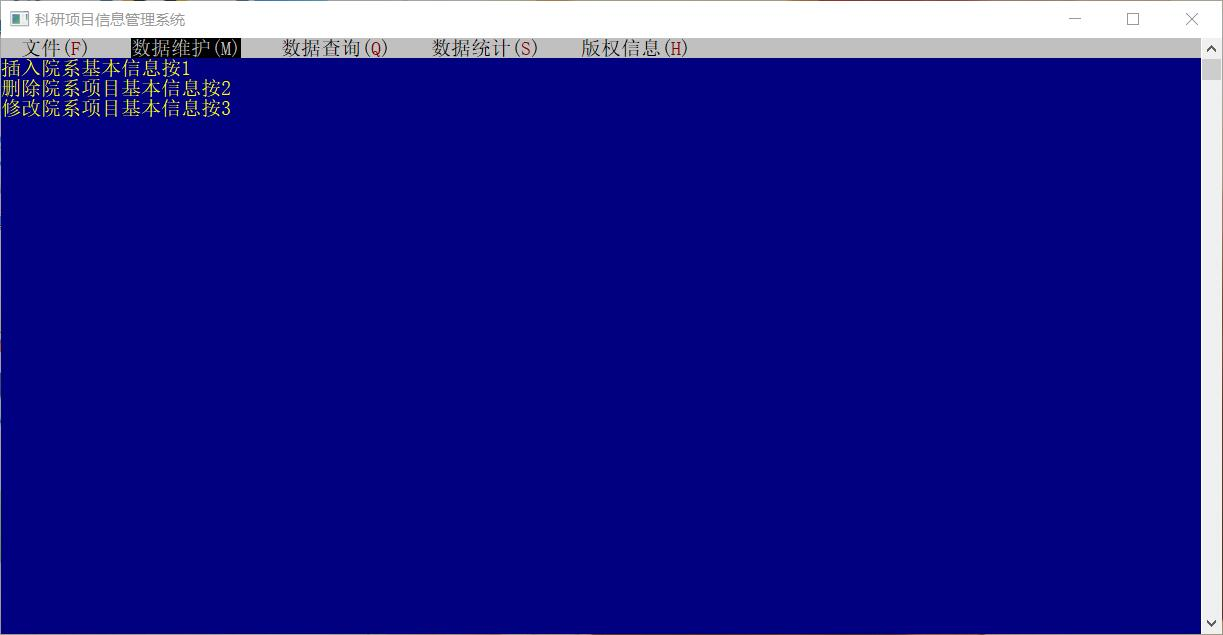 科研项目信息管理系统
文件(F) 数据维护(M) 数据查询(Q) 数据统计(S) 版权信息(H)
插入院系基本信息按1
删除院系项目基本信息按2
修改院系项目基本信息按3